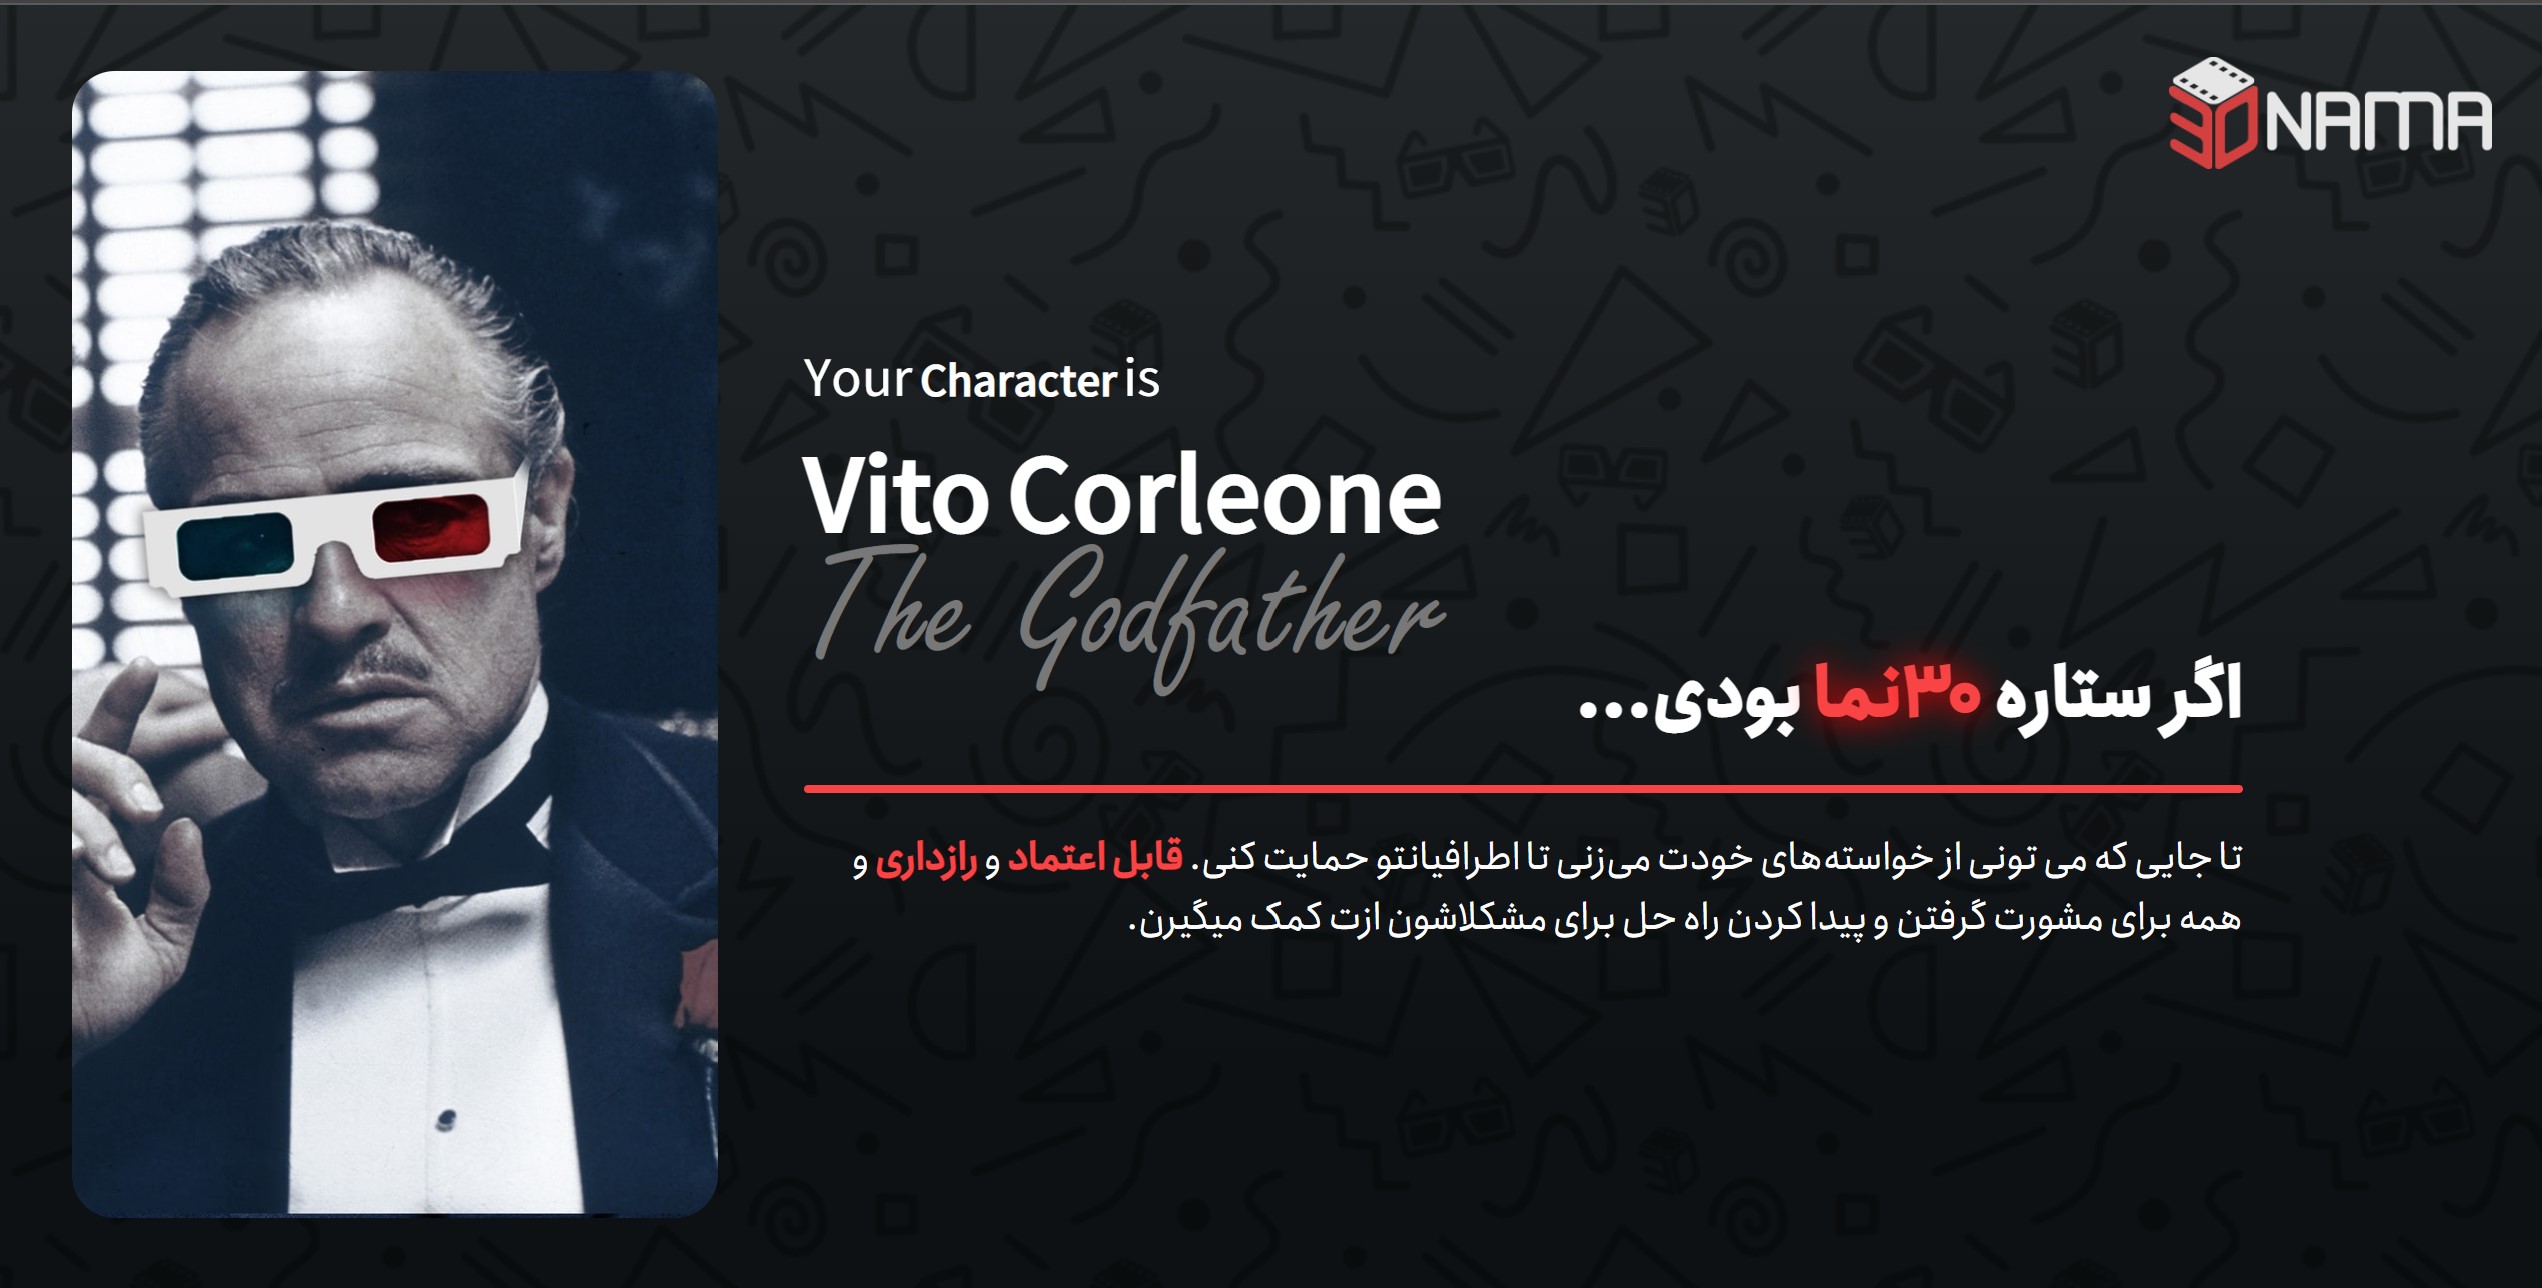 3D NAMA
Your Character is
Vito Corleone
The Godfather
اگر ستاره ۳۰نما بودی...
تا جایی که می تونی از خواسته‌های خودت می‌زنی تا اطرافیانتو حمایت کنی. قابل اعتماد و رازداری و
همه برای مشورت گرفتن و پیدا کردن راه حل برای مشکلاشون ازت کمک میگیرن.